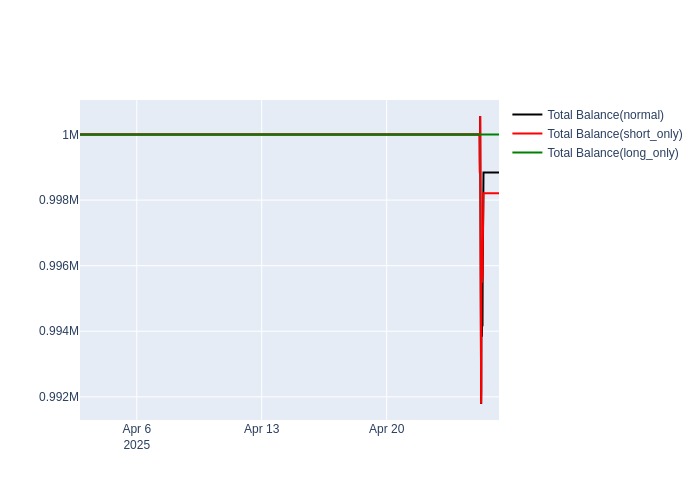 1M
0.998M
0.996M
0.994M
0.992M
Apr 6
2025
Apr 13
Apr 20
Total Balance(normal)
Total Balance(short_only)
Total Balance(long_only)